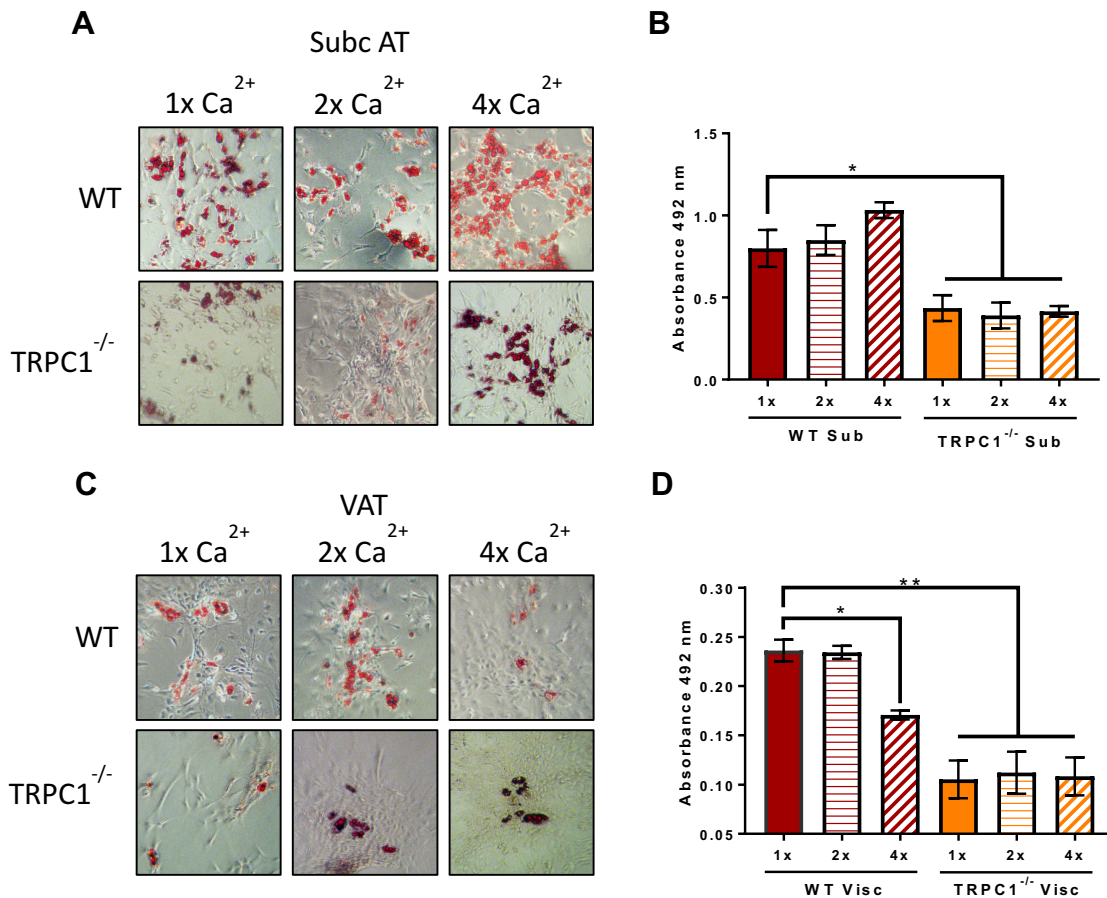 A
Subc AT
1x Ca2+ 2x Ca2+ 4x Ca2+
WT
TRPC1-/-
B
Absorbance 492 nm
1.5
1.0
0.5
0.0
*
1x 2x 4x 1x 2x 4x
WT Sub TRPC1-/- Sub
C
VAT
1x Ca2+ 2x Ca2+ 4x Ca2+
WT
TRPC1-/-
D
Absorbance 492 nm
0.30
0.25
0.20
0.15
0.10
0.05
**
*
1x 2x 4x 1x 2x 4x
WT Visc TRPC1-/- Visc